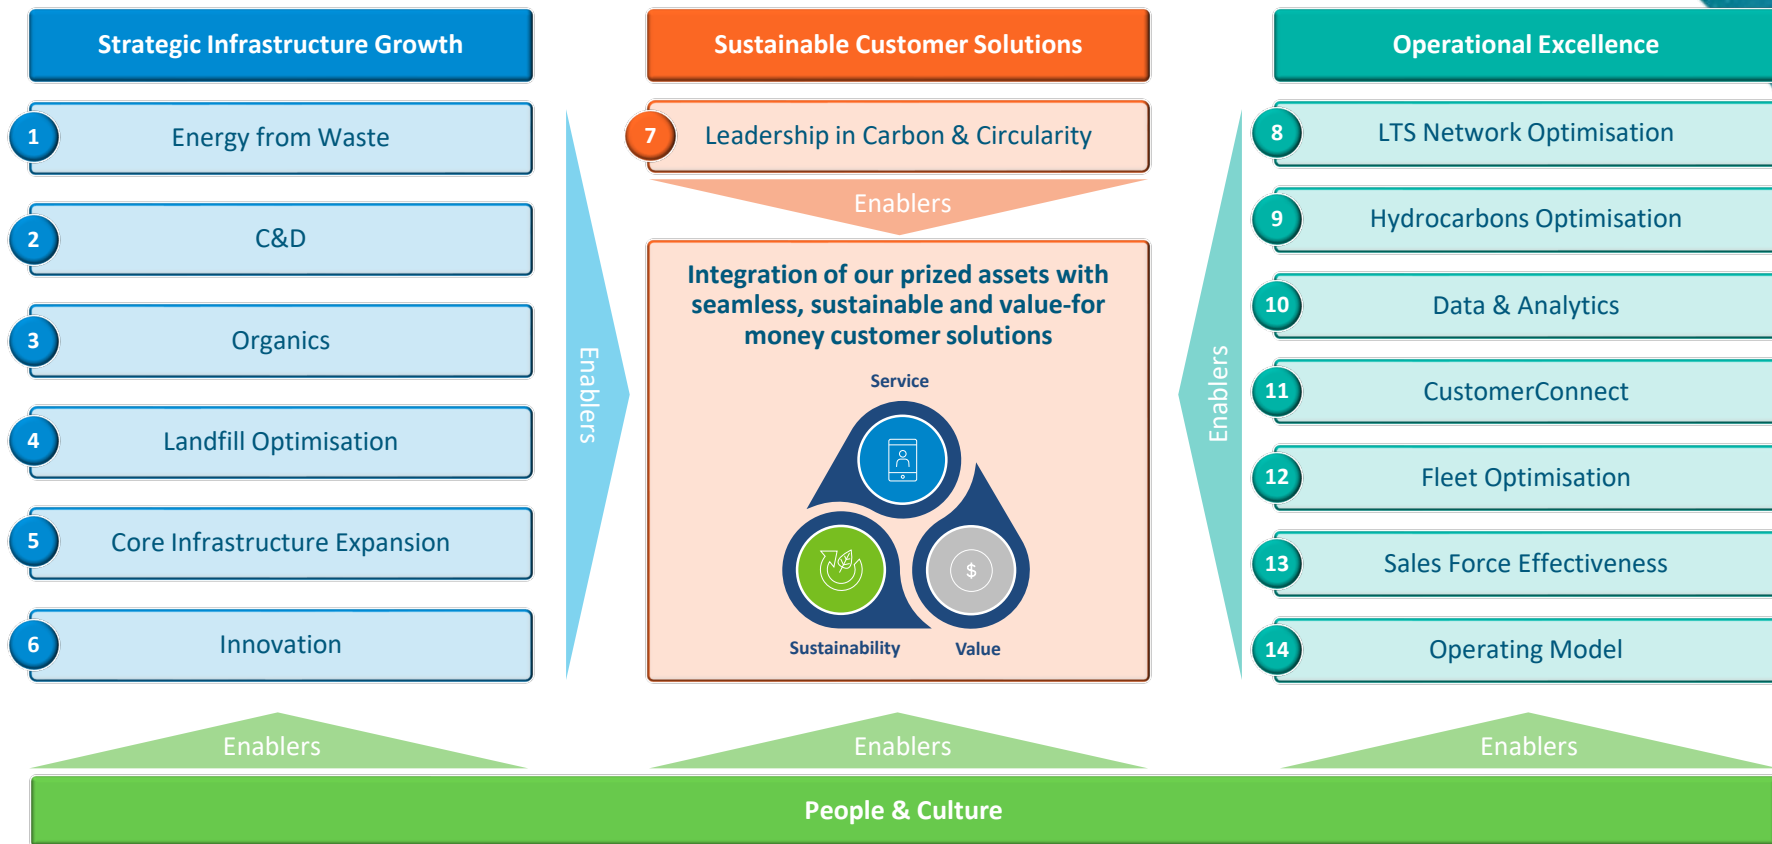 Strategic Infrastructure Growth
1
Energy from Waste
2
C&D
3
Organics
4
Landfill Optimisation
5
Core Infrastructure Expansion
6
Innovation
Enablers
Sustainable Customer Solutions
7
Leadership in Carbon & Circularity
Enablers
Integration of our prized assets with
seamless, sustainable and value-for
money customer solutions
Service
$
Sustainability
Value
Enablers
Operational Excellence
8
LTS Network Optimisation
9
Hydrocarbons Optimisation
10
Data & Analytics
11
CustomerConnect
12
Fleet Optimisation
13
Sales Force Effectiveness
14
Operating Model
Enablers
Enablers
Enablers
People & Culture